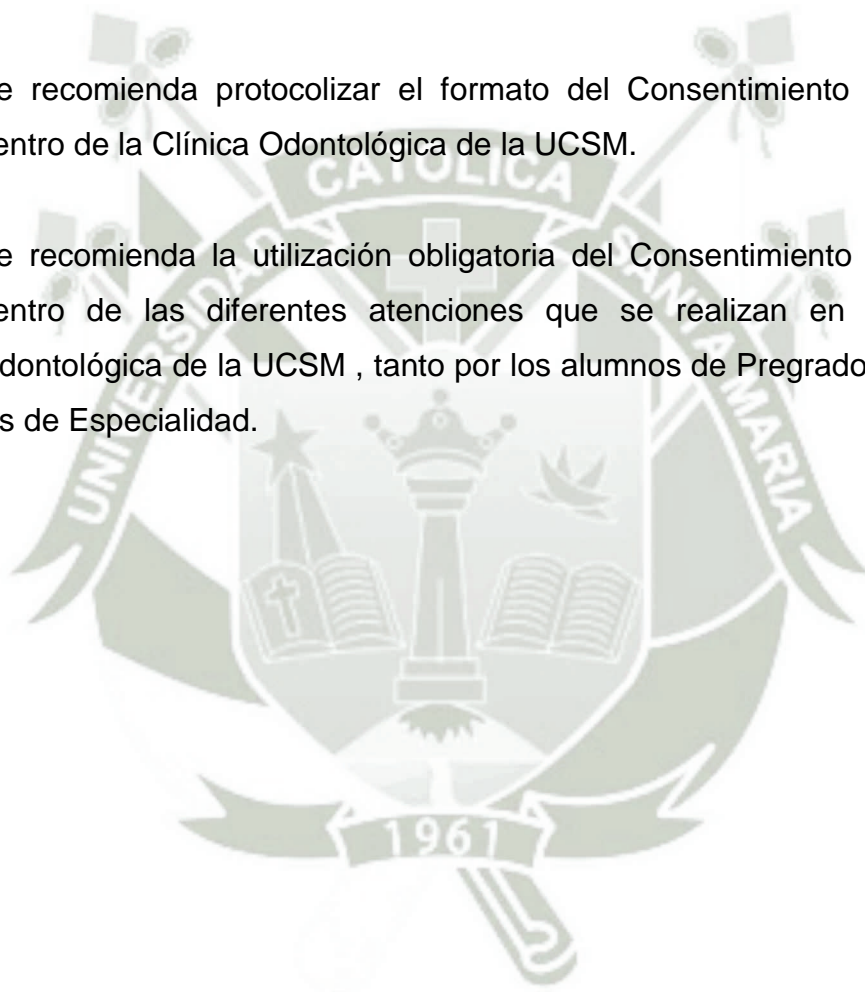 e recomienda protocolizar el formato del Consentimiento
entro de la Clínica Odontológica de la UCSM.
e recomienda la utilización obligatoria del Consentimiento
entro de las diferentes atenciones que se realizan en
dontológica de la UCSM , tanto por los alumnos de Pregrado
s de Especialidad.
UNIVERSIDAD CATOLICA SANTA MARIA
1961